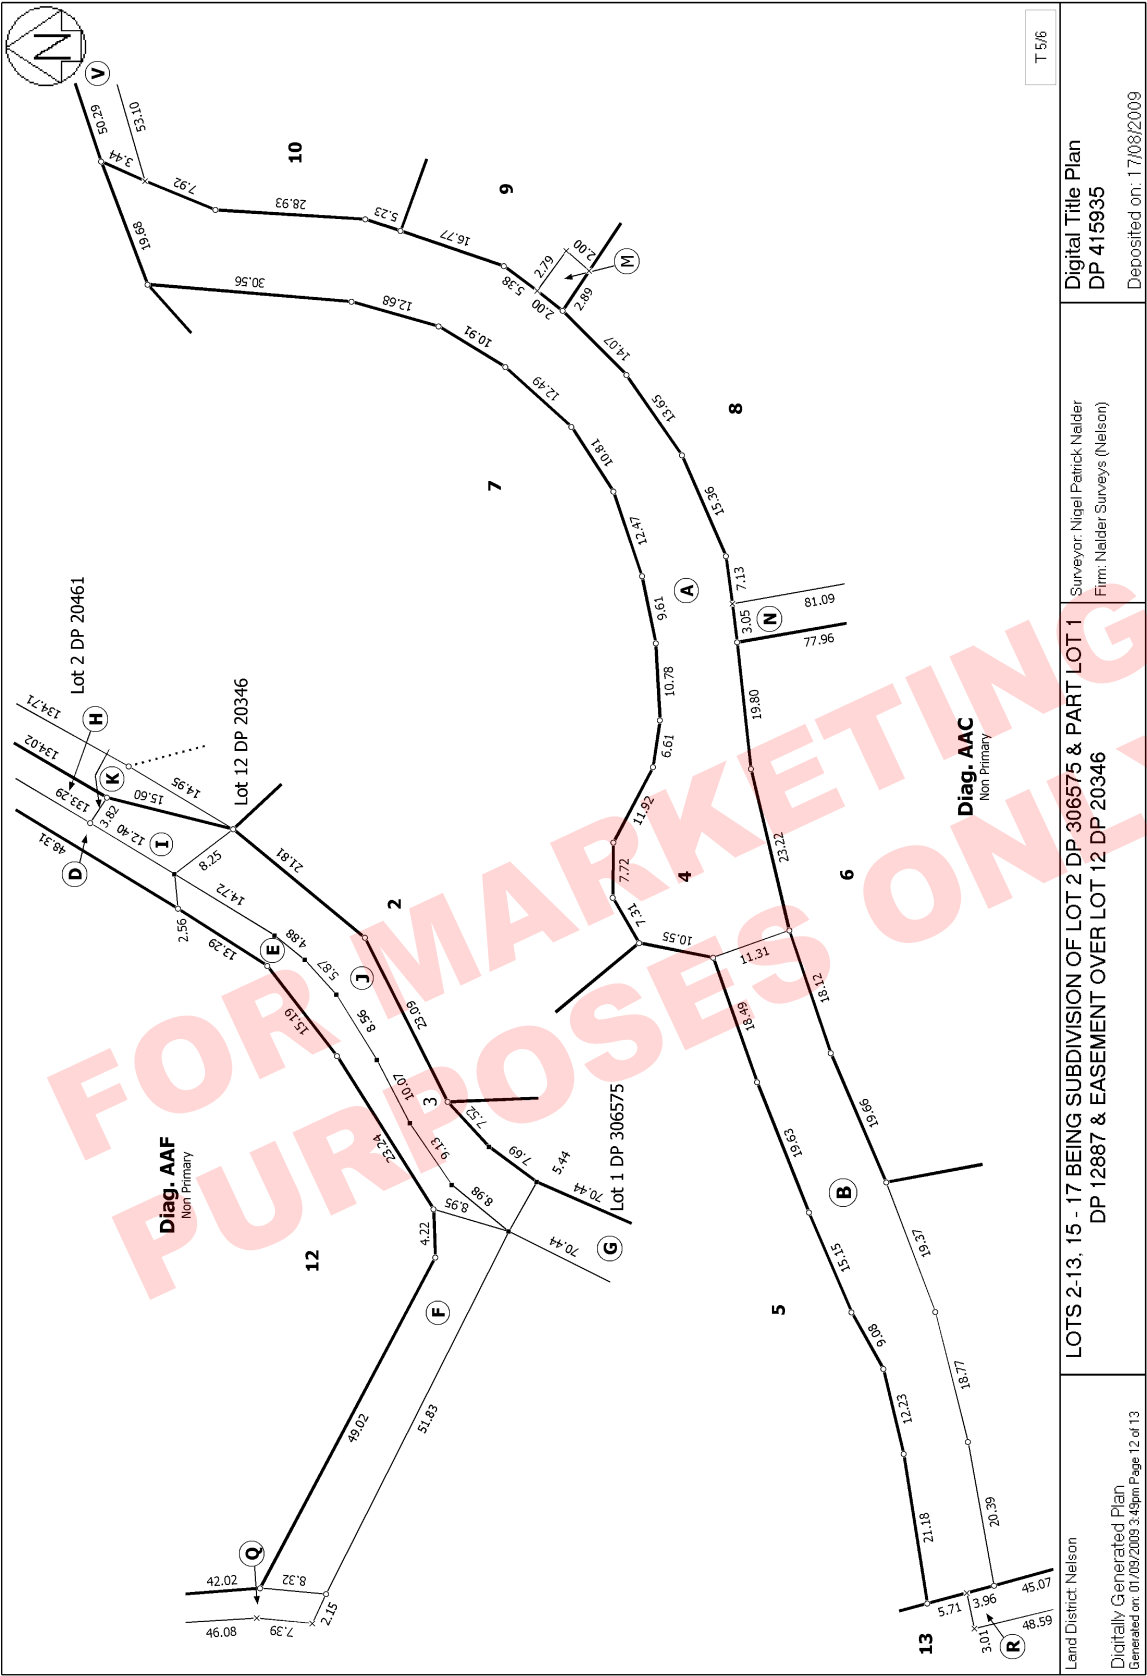 N
T 5/6
V
50.29
53.10
3.44
7.92
19.68
10
28.93
5.23
9
16.77
30.56
5.38
2.79
2.00
M
2.00
2.89
12.68
10.91
12.49
14.07
10.81
13.65
8
7
12.47
15.36
9.61
A
7.13
3.05
N
81.09
77.96
10.78
19.80
6.61
11.92
7.72
23.22
4
7.31
6
10.55
11.31
Diag. AAC
Non Primary
18.49
18.12
19.63
19.66
B
15.15
19.37
5
9.08
18.77
12.23
21.18
20.39
13
5.71
3.96
45.07
3.01
R
48.59
Lot 2 DP 20461
134.71
H
134.02
133.29
K
3.82
14.95
15.60
Lot 12 DP 20346
48.31
D
12.40
I
8.25
21.81
14.72
2.56
2
13.29
E
4.88
5.87
J
8.56
23.09
15.19
10.07
3
7.52
9.13
7.69
23.24
5.44
Lot 1 DP 306575
8.98
8.95
70.44
70.44
G
4.22
Diag. AAF
Non Primary
12
F
49.02
51.83
Q
42.02
8.32
46.08
7.39
2.15
FOR MARKETING
PURPOSES ONLY
Land District: Nelson
Digitally Generated Plan
Generated on: 01/09/2009 3:49pm Page 12 of 13
LOTS 2-13, 15 - 17 BEING SUBDIVISION OF LOT 2 DP 306575 & PART LOT 1
DP 12887 & EASEMENT OVER LOT 12 DP 20346
Surveyor: Nigel Patrick Nalder
Firm: Nalder Surveys (Nelson)
Digital Title Plan
DP 415935
Deposited on: 17/08/2009